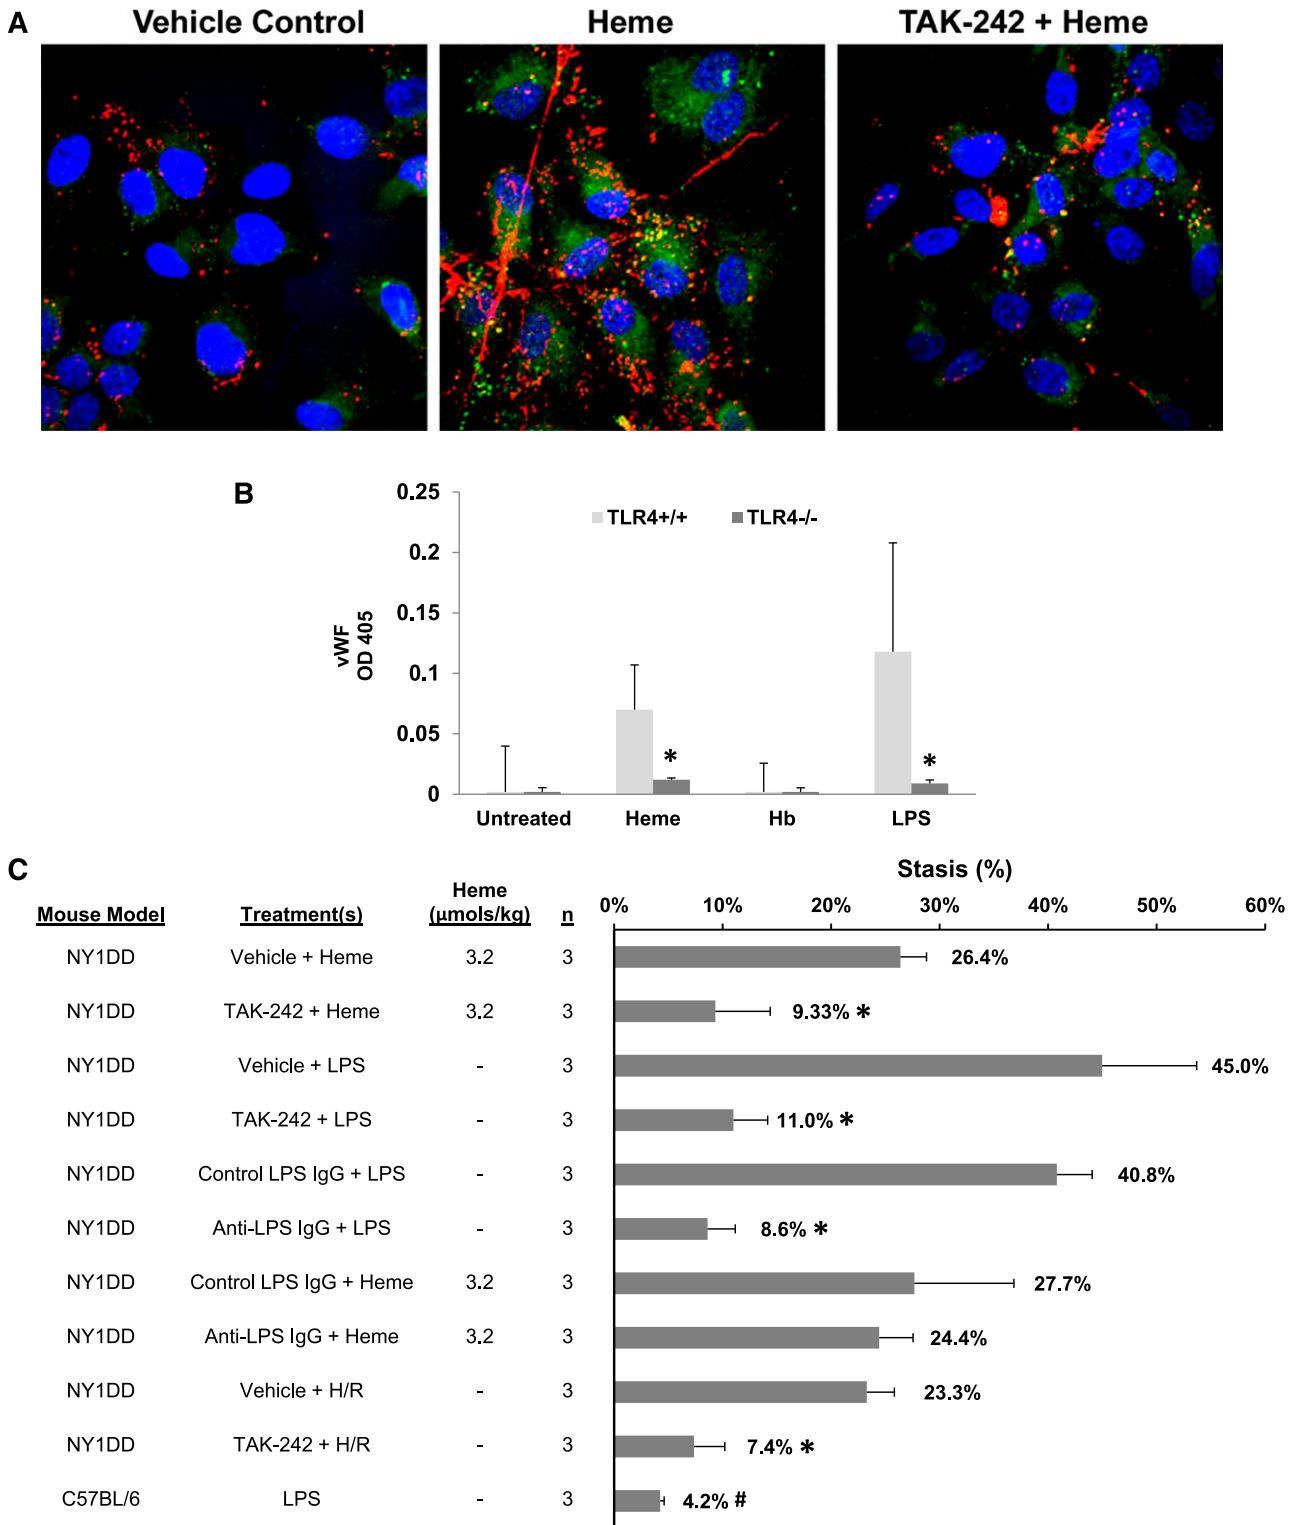 A
Vehicle Control Heme TAK-242 + Heme
B
0.25
TLR4+/+ TLR4-/-
0.2
0.15
0.1
0.05
0
vWF
OD 405
*
*
Untreated Heme Hb LPS
C
Stasis (%)
Mouse Model Treatment(s) Heme (µmols/kg) n 0% 10% 20% 30% 40% 50% 60%
NY1DD Vehicle + Heme 3.2 3 26.4%
NY1DD TAK-242 + Heme 3.2 3 9.33% *
NY1DD Vehicle + LPS - 3 45.0%
NY1DD TAK-242 + LPS - 3 11.0% *
NY1DD Control LPS IgG + LPS - 3 40.8%
NY1DD Anti-LPS IgG + LPS - 3 8.6% *
NY1DD Control LPS IgG + Heme 3.2 3 27.7%
NY1DD Anti-LPS IgG + Heme 3.2 3 24.4%
NY1DD Vehicle + H/R - 3 23.3%
NY1DD TAK-242 + H/R - 3 7.4% *
C57BL/6 LPS - 3 4.2% #